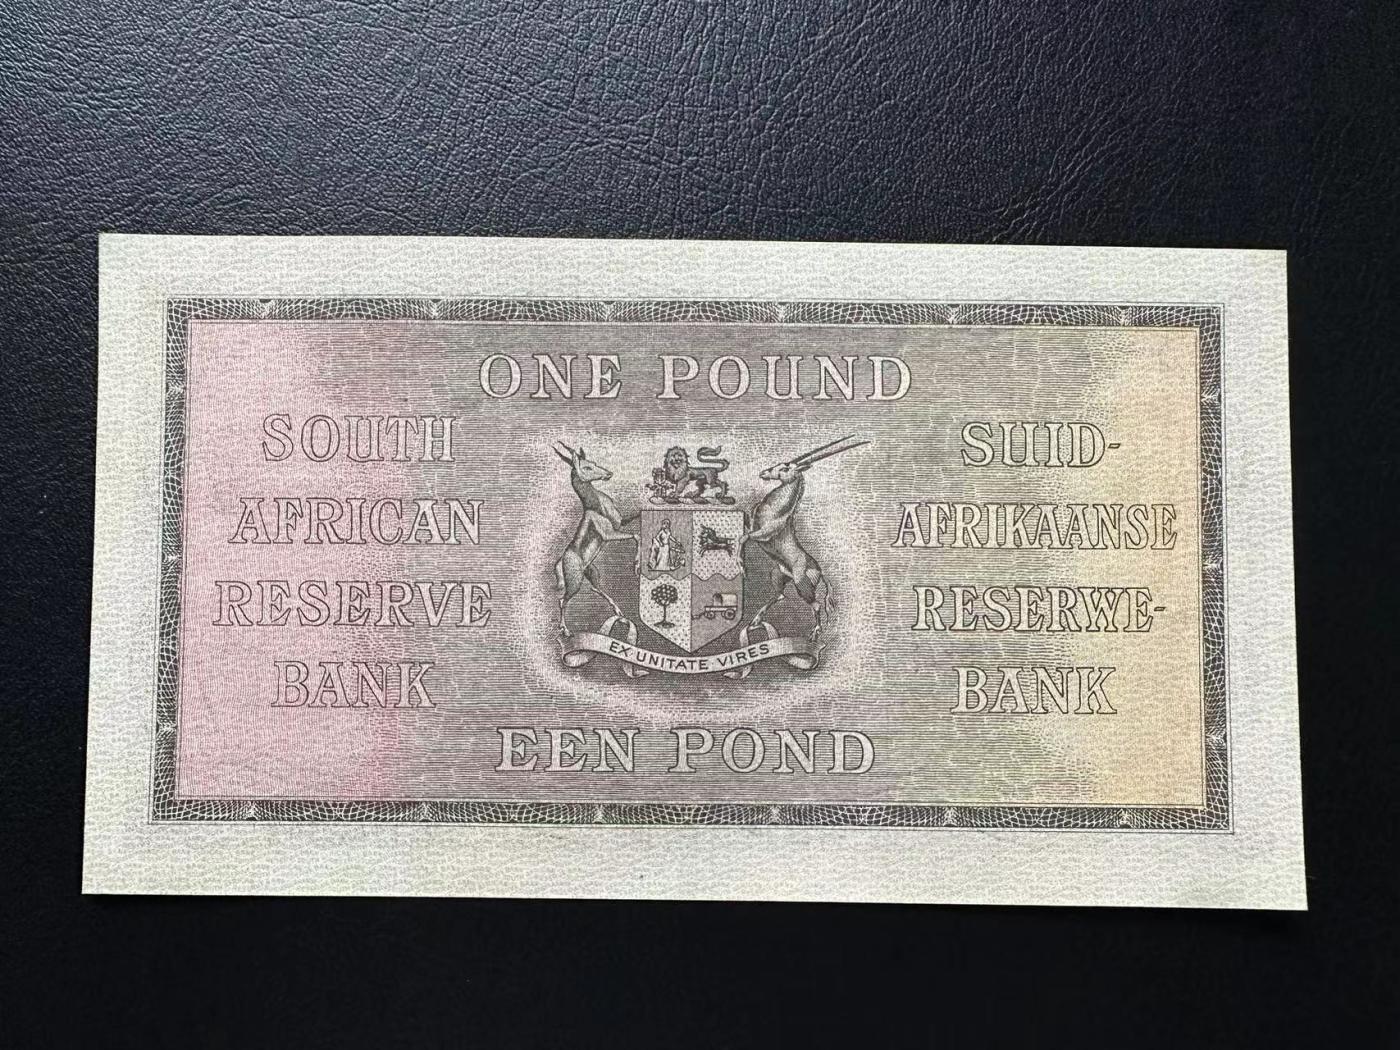 ONE POUND
SOUTH
AFRICAN
RESERVE
BANK
SUID-
AFRIKAANSE
RESERWE-
BANK
EX UNITATE VIRES
EEN POND